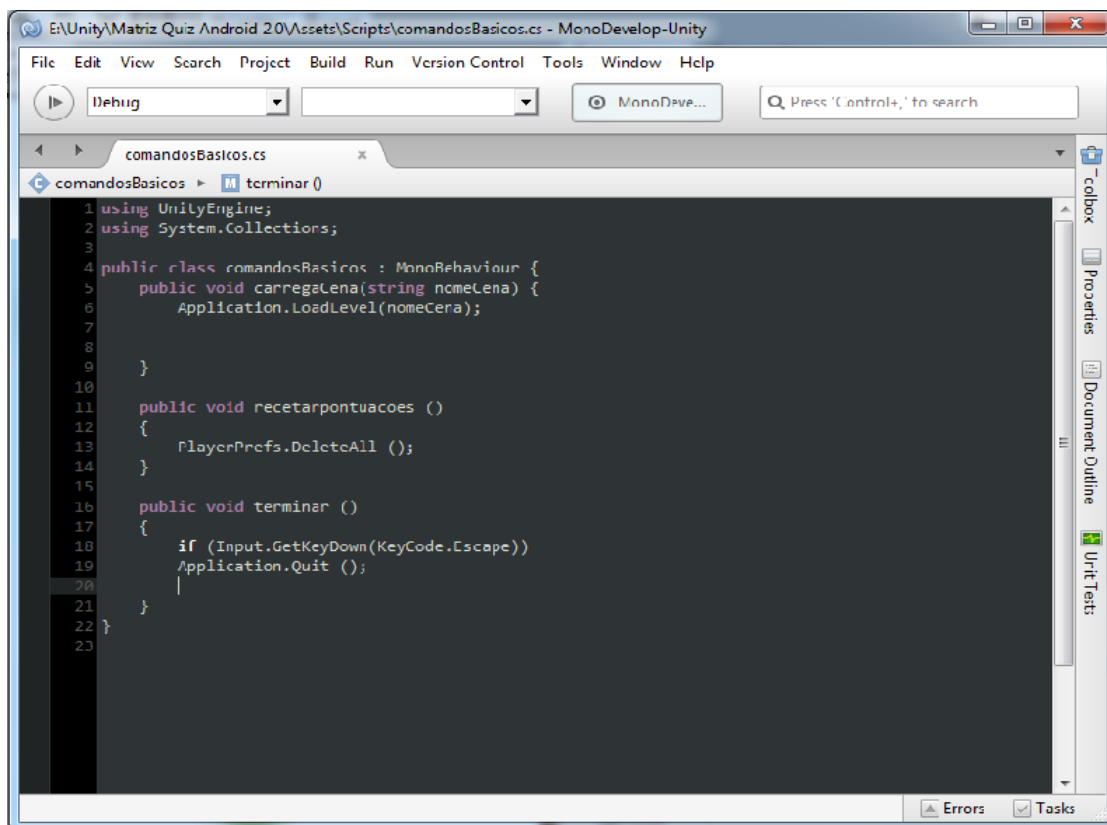 E:\Unity\Matriz Quiz Android 2.0\Assets\Scripts\comandosBasicos.cs - MonoDevelop-Unity
File Edit View Search Project Build Run Version Control Tools Window Help
Debug
MonoDeve...
Press 'Control+,' to search
comandosBasicos.cs
comandosBasicos
terminar ()
1 using UnityEngine;
2 using System.Collections;
3
4 public class comandosBasicos : MonoBehaviour {
5 public void carregaCena(string nomeCena) {
6 Application.LoadLevel(nomeCena);
7
8
9 }
10
11 public void recetarpontuacoes ()
12 {
13 PlayerPrefs.DeleteAll ();
14 }
15
16 public void terminar ()
17 {
18 if (Input.GetKeyDown(KeyCode.Escape))
19 Application.Quit ();
20
21 }
22 }
23
Toolbox
Properties
Document Outline
Unit Tests
Errors
Tasks